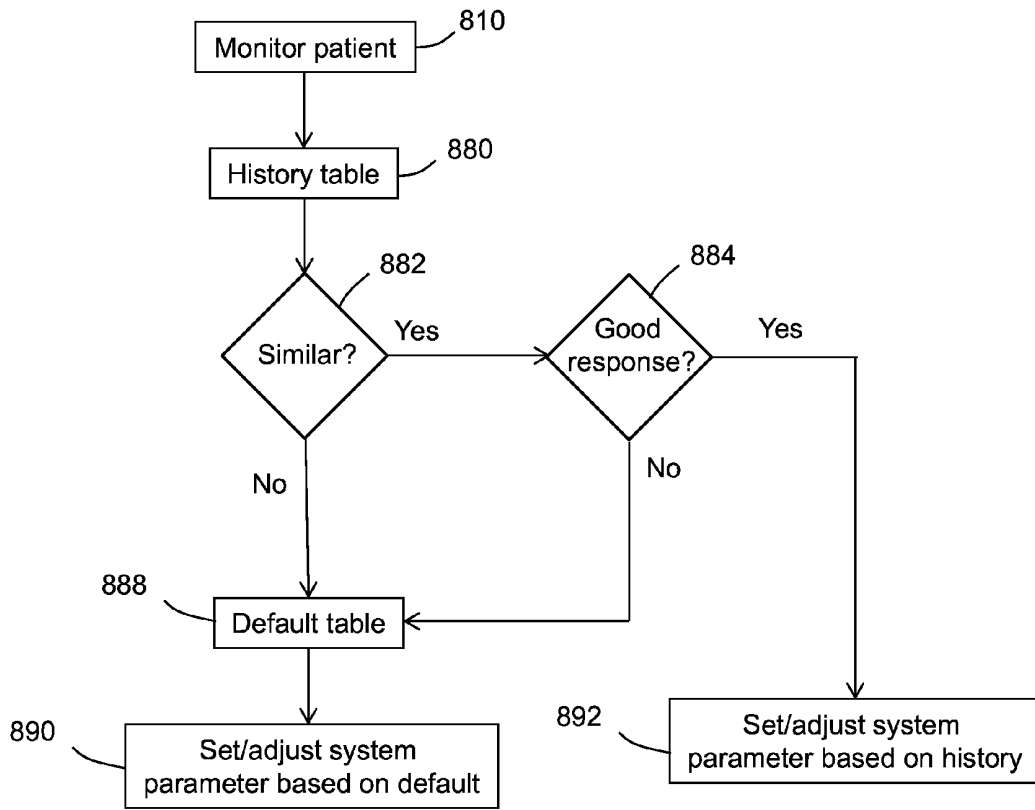 Monitor patient
810
History table
880
882
Similar?
Yes
884
Good
response?
Yes
No
No
888
Default table
890
Set/adjust system
parameter based on default
892
Set/adjust system
parameter based on history